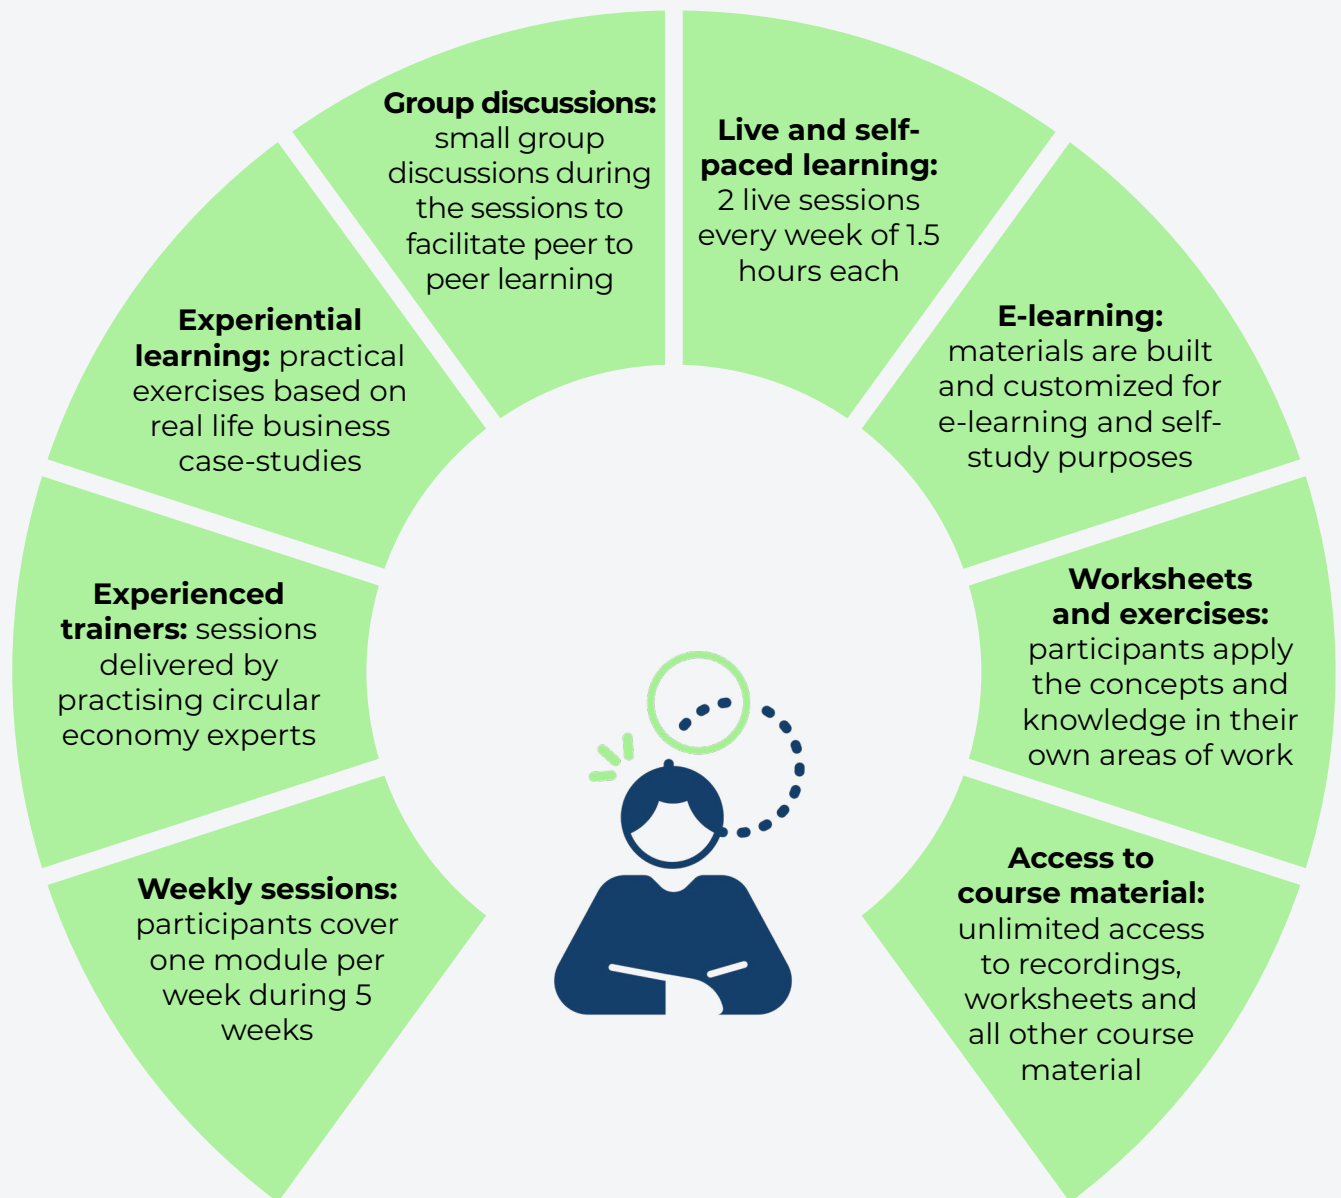 Group discussions:
small group
discussions during
the sessions to
facilitate peer to
peer learning
Live and self-
paced learning:
2 live sessions
every week of 1.5
hours each
Experiential
learning: practical
exercises based on
real life business
case-studies
E-learning:
materials are built
and customized for
e-learning and self-
study purposes
Experienced
trainers: sessions
delivered by
practising circular
economy experts
Worksheets
and exercises:
participants apply
the concepts and
knowledge in their
own areas of work
Weekly sessions:
participants cover
one module per
week during 5
weeks
Access to
course material:
unlimited access
to recordings,
worksheets and
all other course
material